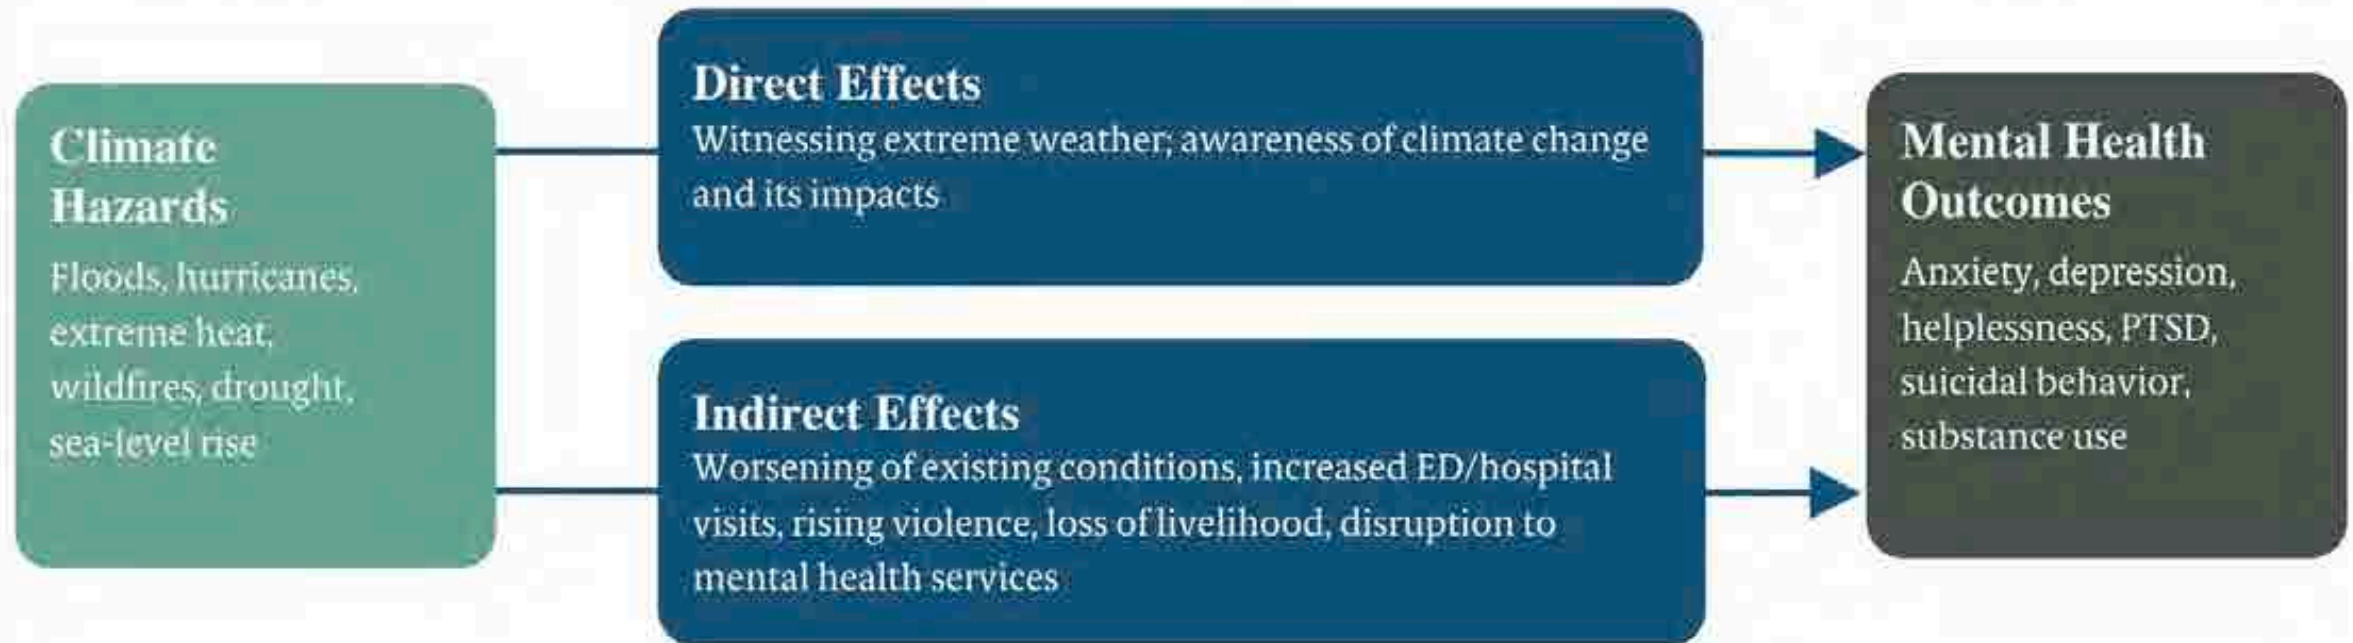 Climate
Hazards
Floods, hurricanes,
extreme heat,
wildfires, drought,
sea-level rise
Direct Effects
Witnessing extreme weather; awareness of climate change
and its impacts
Indirect Effects
Worsening of existing conditions, increased ED/hospital
visits, rising violence, loss of livelihood, disruption to
mental health services
Mental Health
Outcomes
Anxiety, depression,
helplessness, PTSD,
suicidal behavior,
substance use